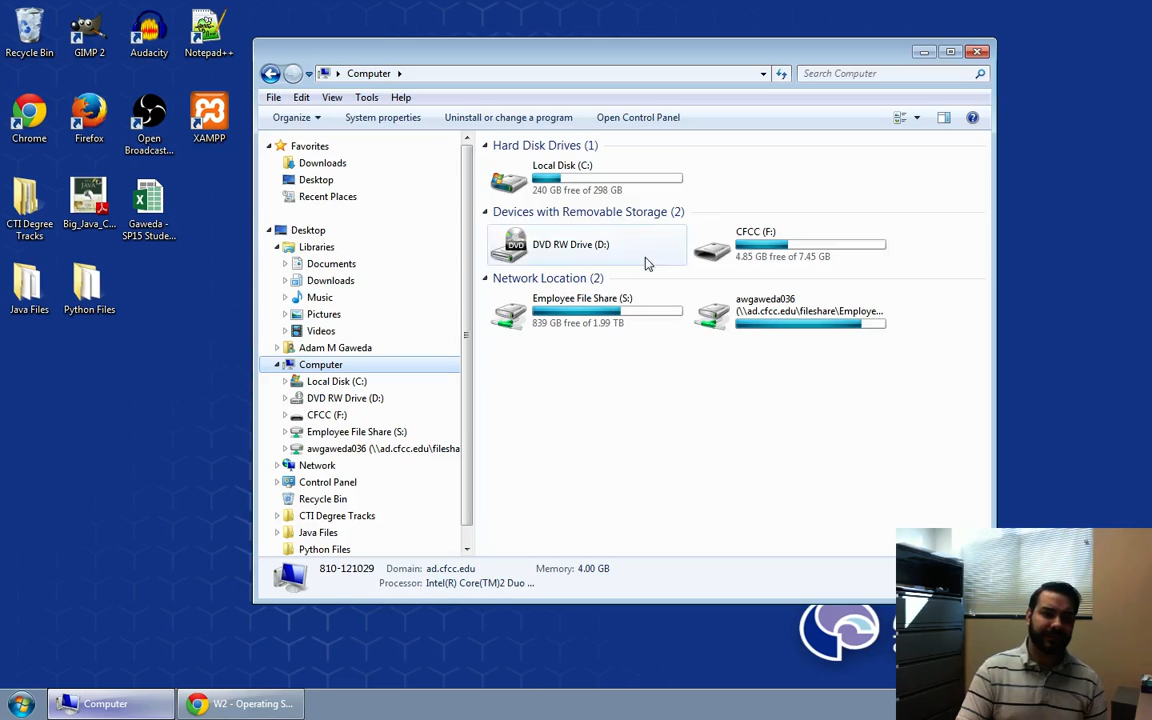 Recycle Bin
GIMP 2
Audacity
Notepad++
Chrome
Firefox
Open Broadcast...
XAMPP
CTI Degree Tracks
Big_Java_C...
Gaweda - SP15 Stude...
Java Files
Python Files
Computer
Search Computer
File Edit View Tools Help
Organize System properties Uninstall or change a program Open Control Panel
Favorites
Downloads
Desktop
Recent Places
Desktop
Libraries
Documents
Downloads
Music
Pictures
Videos
Adam M Gaweda
Computer
Local Disk (C:)
DVD RW Drive (D:)
CFCC (F:)
Employee File Share (S:)
awgaweda036 (\\ad.cfcc.edu\filesha
Network
Control Panel
Recycle Bin
CTI Degree Tracks
Java Files
Python Files
Hard Disk Drives (1)
Local Disk (C:)
240 GB free of 298 GB
Devices with Removable Storage (2)
DVD
DVD RW Drive (D:)
CFCC (F:)
4.85 GB free of 7.45 GB
Network Location (2)
Employee File Share (S:)
839 GB free of 1.99 TB
awgaweda036
(\\ad.cfcc.edu\fileshare\Employe...
810-121029 Domain: ad.cfcc.edu Memory: 4.00 GB
Processor: Intel(R) Core(TM)2 Duo ...
Computer
W2 - Operating S...